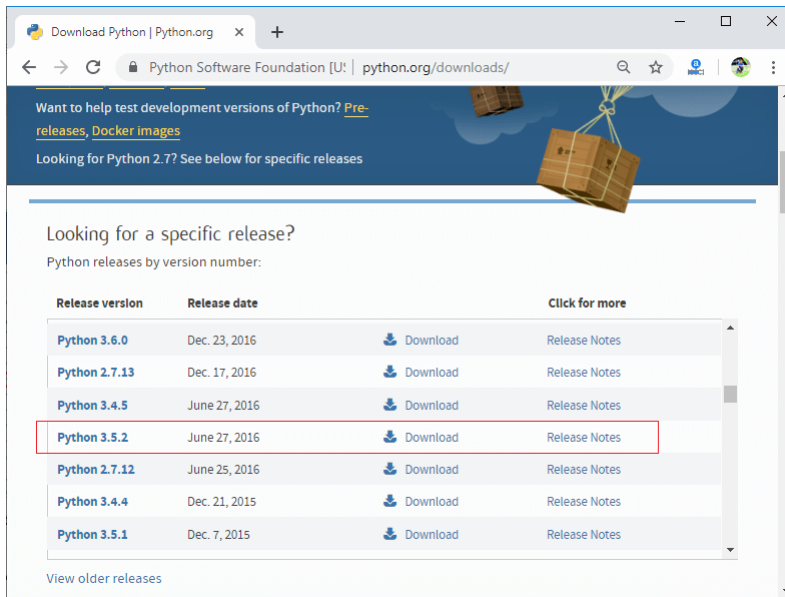 Download Python | Python.org
Python Software Foundation [US] | python.org/downloads/
Want to help test development versions of Python? Pre-
releases, Docker images
Looking for Python 2.7? See below for specific releases
Looking for a specific release?
Python releases by version number:
Release version Release date Click for more
Python 3.6.0 Dec. 23, 2016 Download Release Notes
Python 2.7.13 Dec. 17, 2016 Download Release Notes
Python 3.4.5 June 27, 2016 Download Release Notes
Python 3.5.2 June 27, 2016 Download Release Notes
Python 2.7.12 June 25, 2016 Download Release Notes
Python 3.4.4 Dec. 21, 2015 Download Release Notes
Python 3.5.1 Dec. 7, 2015 Download Release Notes
View older releases